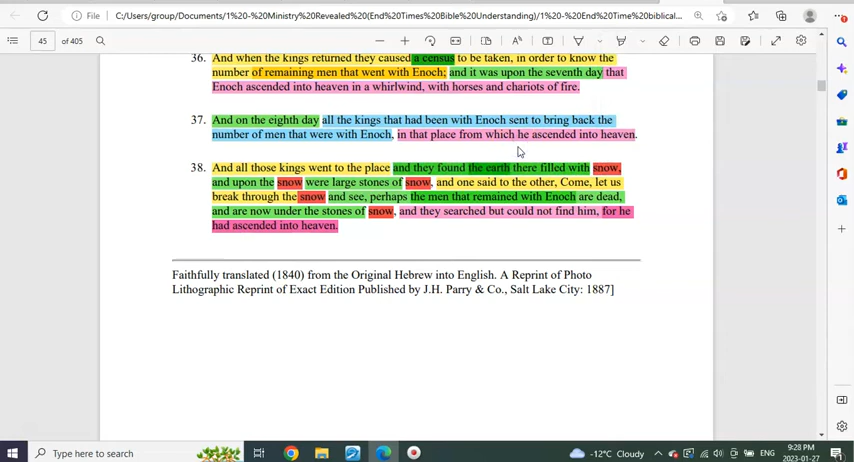 File
C:/Users/group/Documents/1%20-%20Ministry%20Revealed(End%20Times%20Bible%20Understanding)/1%20-%20End%20Time%20biblical...
45 of 405
36. And when the kings returned they caused a census to be taken, in order to know the
number of remaining men that went with Enoch; and it was upon the seventh day that
Enoch ascended into heaven in a whirlwind, with horses and chariots of fire.
37. And on the eighth day all the kings that had been with Enoch sent to bring back the
number of men that were with Enoch, in that place from which he ascended into heaven.
38. And all those kings went to the place and they found the earth there filled with snow,
and upon the snow were large stones of snow, and one said to the other, Come, let us
break through the snow and see, perhaps the men that remained with Enoch are dead,
and are now under the stones of snow, and they searched but could not find him, for he
had ascended into heaven.
Faithfully translated (1840) from the Original Hebrew into English. A Reprint of Photo
Lithographic Reprint of Exact Edition Published by J.H. Parry & Co., Salt Lake City: 1887]
Type here to search
-12°C Cloudy
ENG
9:28 PM
2023-01-27